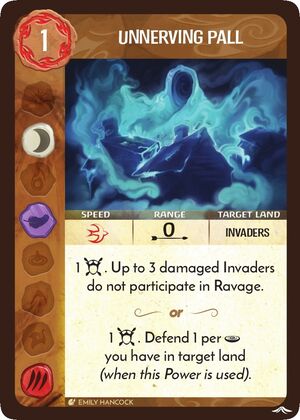 1
UNNERVING PALL
SPEED
RANGE
TARGET LAND
0
INVADERS
1 . Up to 3 damaged Invaders
do not participate in Ravage.
or
1 . Defend 1 per
you have in target land
(when this Power is used).
EMILY HANCOCK